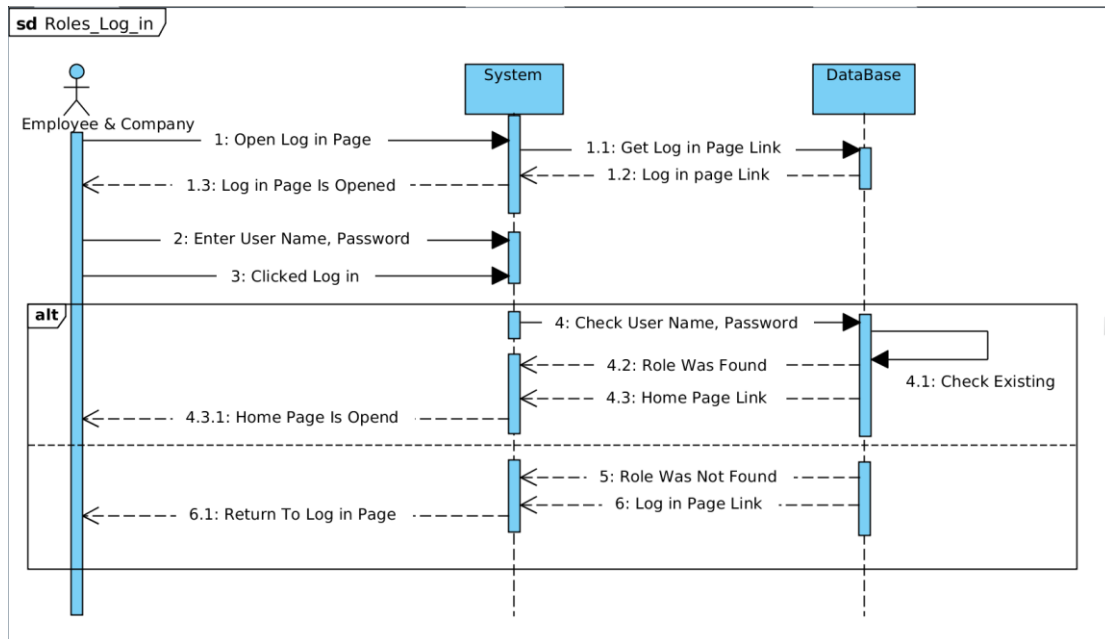 sd Roles_Log_in
System
DataBase
Employee & Company
1: Open Log in Page
1.1: Get Log in Page Link
1.2: Log in page Link
1.3: Log in Page Is Opened
2: Enter User Name, Password
3: Clicked Log in
alt
4: Check User Name, Password
4.1: Check Existing
4.2: Role Was Found
4.3: Home Page Link
4.3.1: Home Page Is Opend
5: Role Was Not Found
6: Log in Page Link
6.1: Return To Log in Page